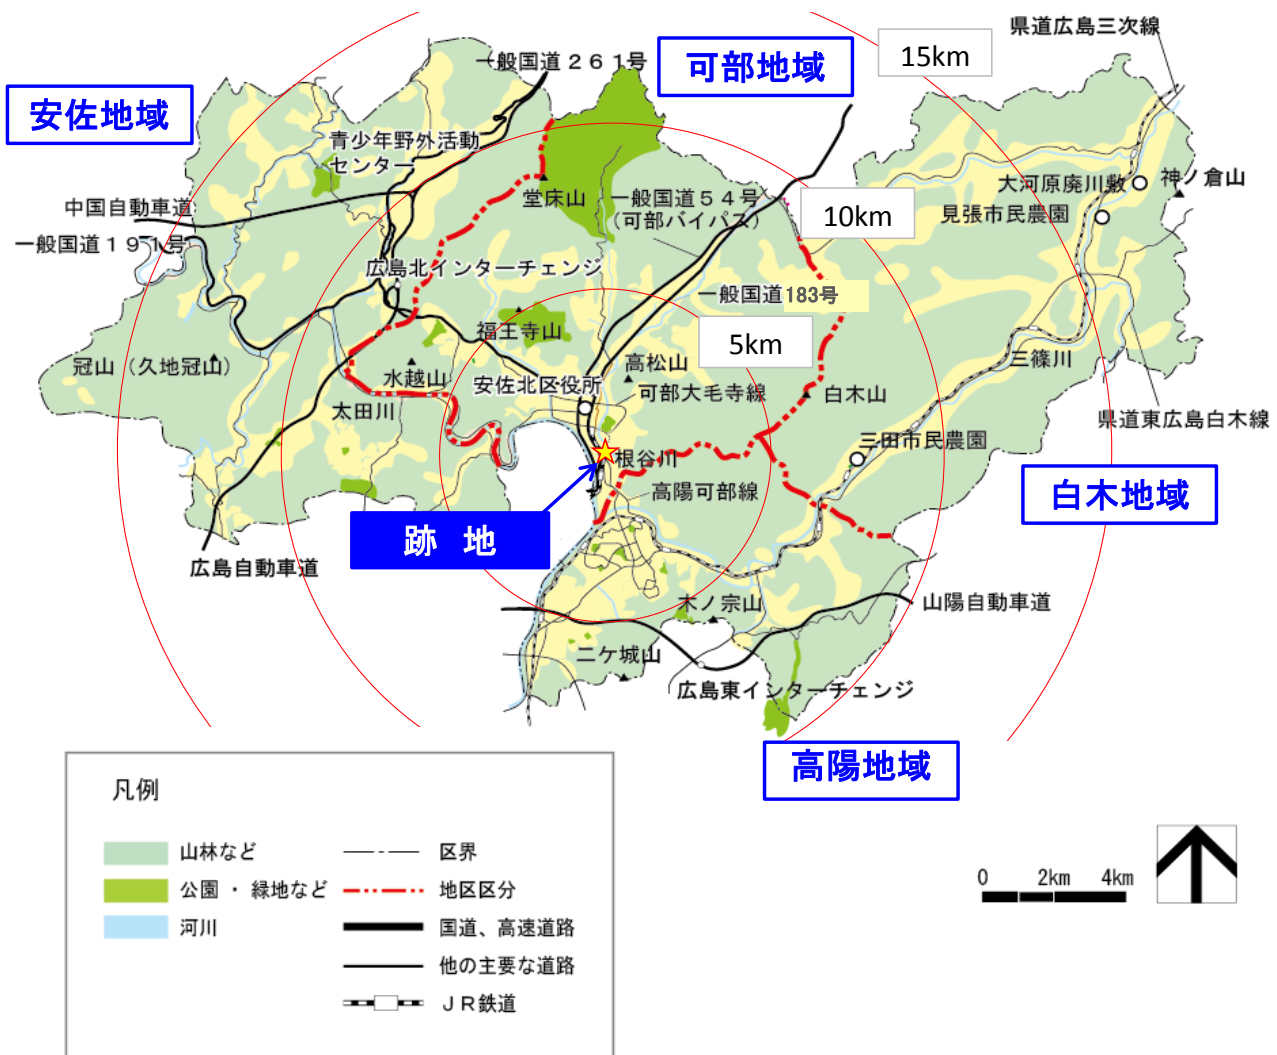 県道広島三次線
可部地域
15km
一般国道２６１号
安佐地域
青少年野外活動
センター
大河原廃川敷
神ノ倉山
堂床山
一般国道５４号
(可部バイパス)
10km
見張市民農園
中国自動車道
一般国道１９１号
広島北インターチェンジ
一般国道183号
福王寺山
5km
高松山
三篠川
冠山（久地冠山）
水越山
安佐北区役所
可部大毛寺線
白木山
太田川
県道東広島白木線
三田市民農園
根谷川
高陽可部線
白木地域
跡 地
広島自動車道
木ノ宗山
山陽自動車道
二ケ城山
広島東インターチェンジ
高陽地域
凡例
山林など
区界
公園・緑地など
地区区分
河川
国道、高速道路
他の主要な道路
ＪＲ鉄道
0 2km 4km